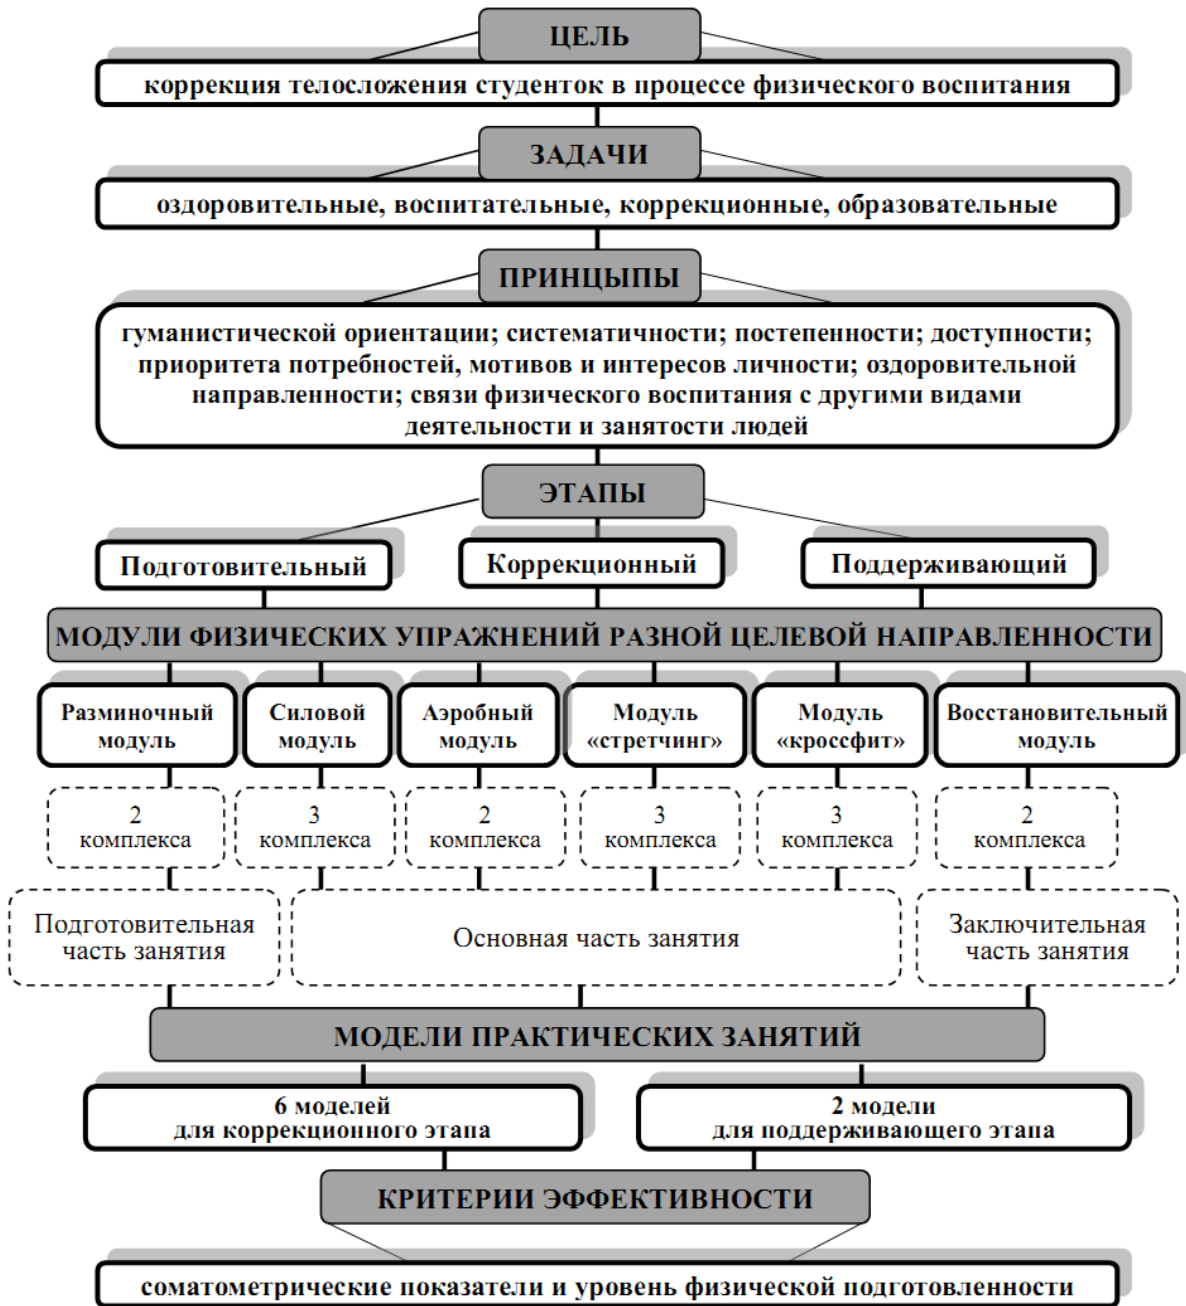 ЦЕЛЬ
коррекция телосложения студенток в процессе физического воспитания
ЗАДАЧИ
оздоровительные, воспитательные, коррекционные, образовательные
ПРИНЦЫПЫ
гуманистической ориентации; систематичности; постепенности; доступности;
приоритета потребностей, мотивов и интересов личности; оздоровительной
направленности; связи физического воспитания с другими видами
деятельности и занятости людей
ЭТАПЫ
Подготовительный
Коррекционный
Поддерживающий
МОДУЛИ ФИЗИЧЕСКИХ УПРАЖНЕНИЙ РАЗНОЙ ЦЕЛЕВОЙ НАПРАВЛЕННОСТИ
Разминочный
модуль
Силовой
модуль
Аэробный
модуль
Модуль
«стретчинг»
Модуль
«кроссфит»
Восстановительный
модуль
2
комплекса
3
комплекса
2
комплекса
3
комплекса
3
комплекса
2
комплекса
Подготовительная
часть занятия
Основная часть занятия
Заключительная
часть занятия
МОДЕЛИ ПРАКТИЧЕСКИХ ЗАНЯТИЙ
6 моделей
для коррекционного этапа
2 модели
для поддерживающего этапа
КРИТЕРИИ ЭФФЕКТИВНОСТИ
соматометрические показатели и уровень физической подготовленности